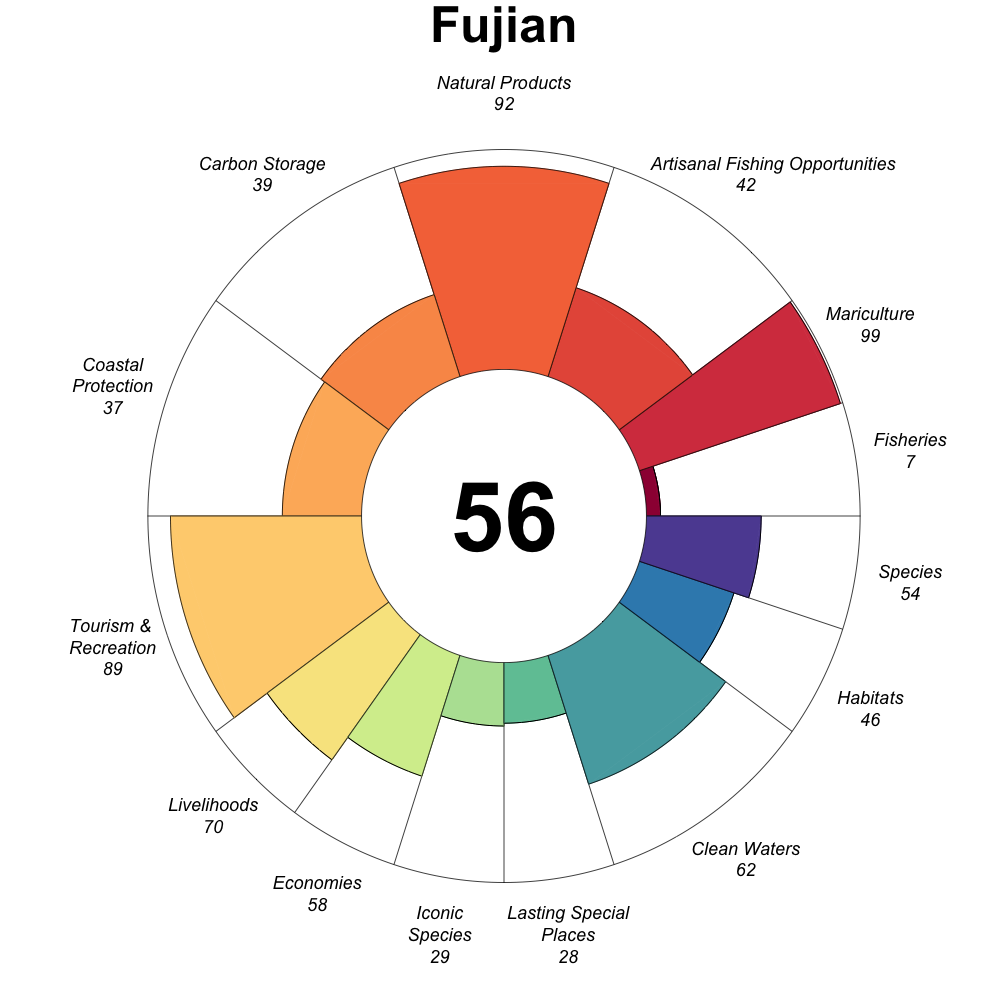 Fujian
Natural Products
92
Carbon Storage
39
Artisanal Fishing Opportunities
42
Mariculture
99
Coastal
Protection
37
Fisheries
7
56
Species
54
Tourism &
Recreation
89
Habitats
46
Livelihoods
70
Clean Waters
62
Economies
58
Iconic
Species
29
Lasting Special
Places
28